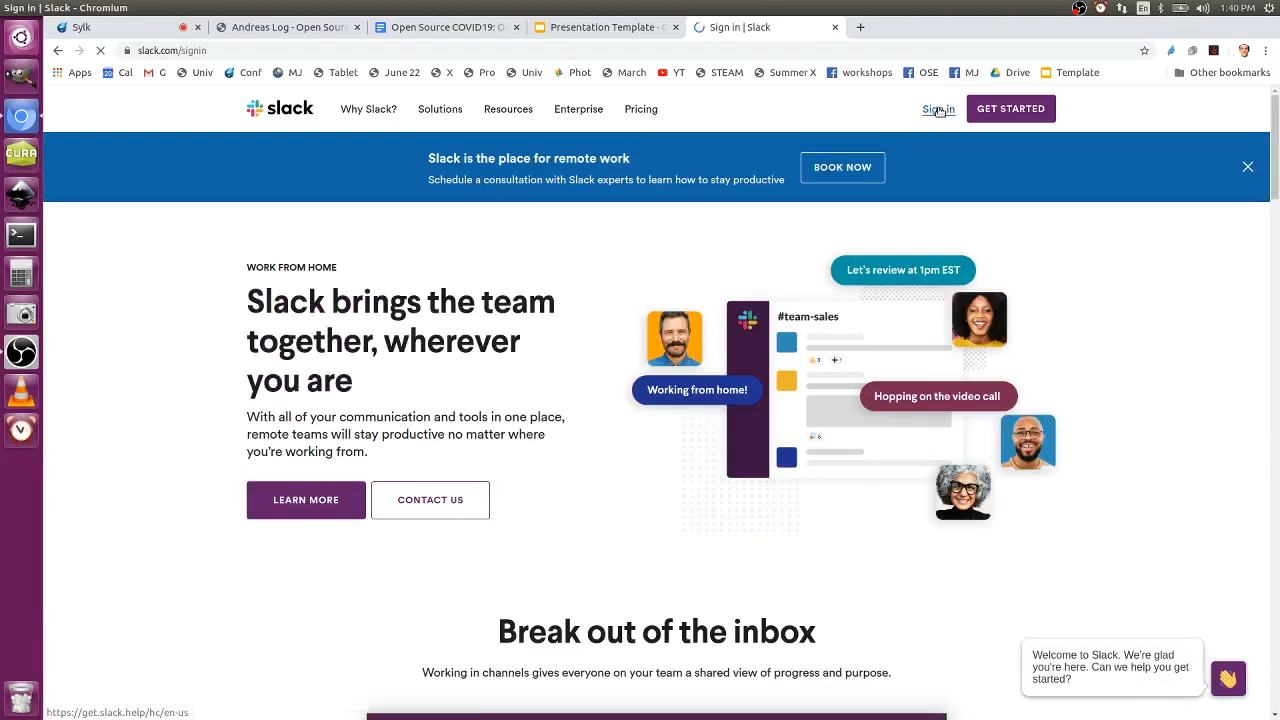 Sign in | Slack - Chromium
En
1:40 PM
Sylk
Andreas Log - Open Source
Open Source COVID19: O
Presentation Template - C
Sign in | Slack
slack.com/signin
Apps
Cal
M G
Univ
Conf
MJ
Tablet
June 22
X
Pro
Univ
Phot
March
YT
STEAM
Summer X
workshops
OSE
MJ
Drive
Template
Other bookmarks
slack
Why Slack?
Solutions
Resources
Enterprise
Pricing
Sign in
GET STARTED
Slack is the place for remote work
Schedule a consultation with Slack experts to learn how to stay productive
BOOK NOW
WORK FROM HOME
Slack brings the team
together, wherever
you are
With all of your communication and tools in one place,
remote teams will stay productive no matter where
you're working from.
LEARN MORE
CONTACT US
Let's review at 1pm EST
#team-sales
3
1
Working from home!
Hopping on the video call
6
CURA
Break out of the inbox
Working in channels gives everyone on your team a shared view of progress and purpose.
Welcome to Slack. We're glad
you're here. Can we help you get
started?
https://get.slack.help/hc/en-us